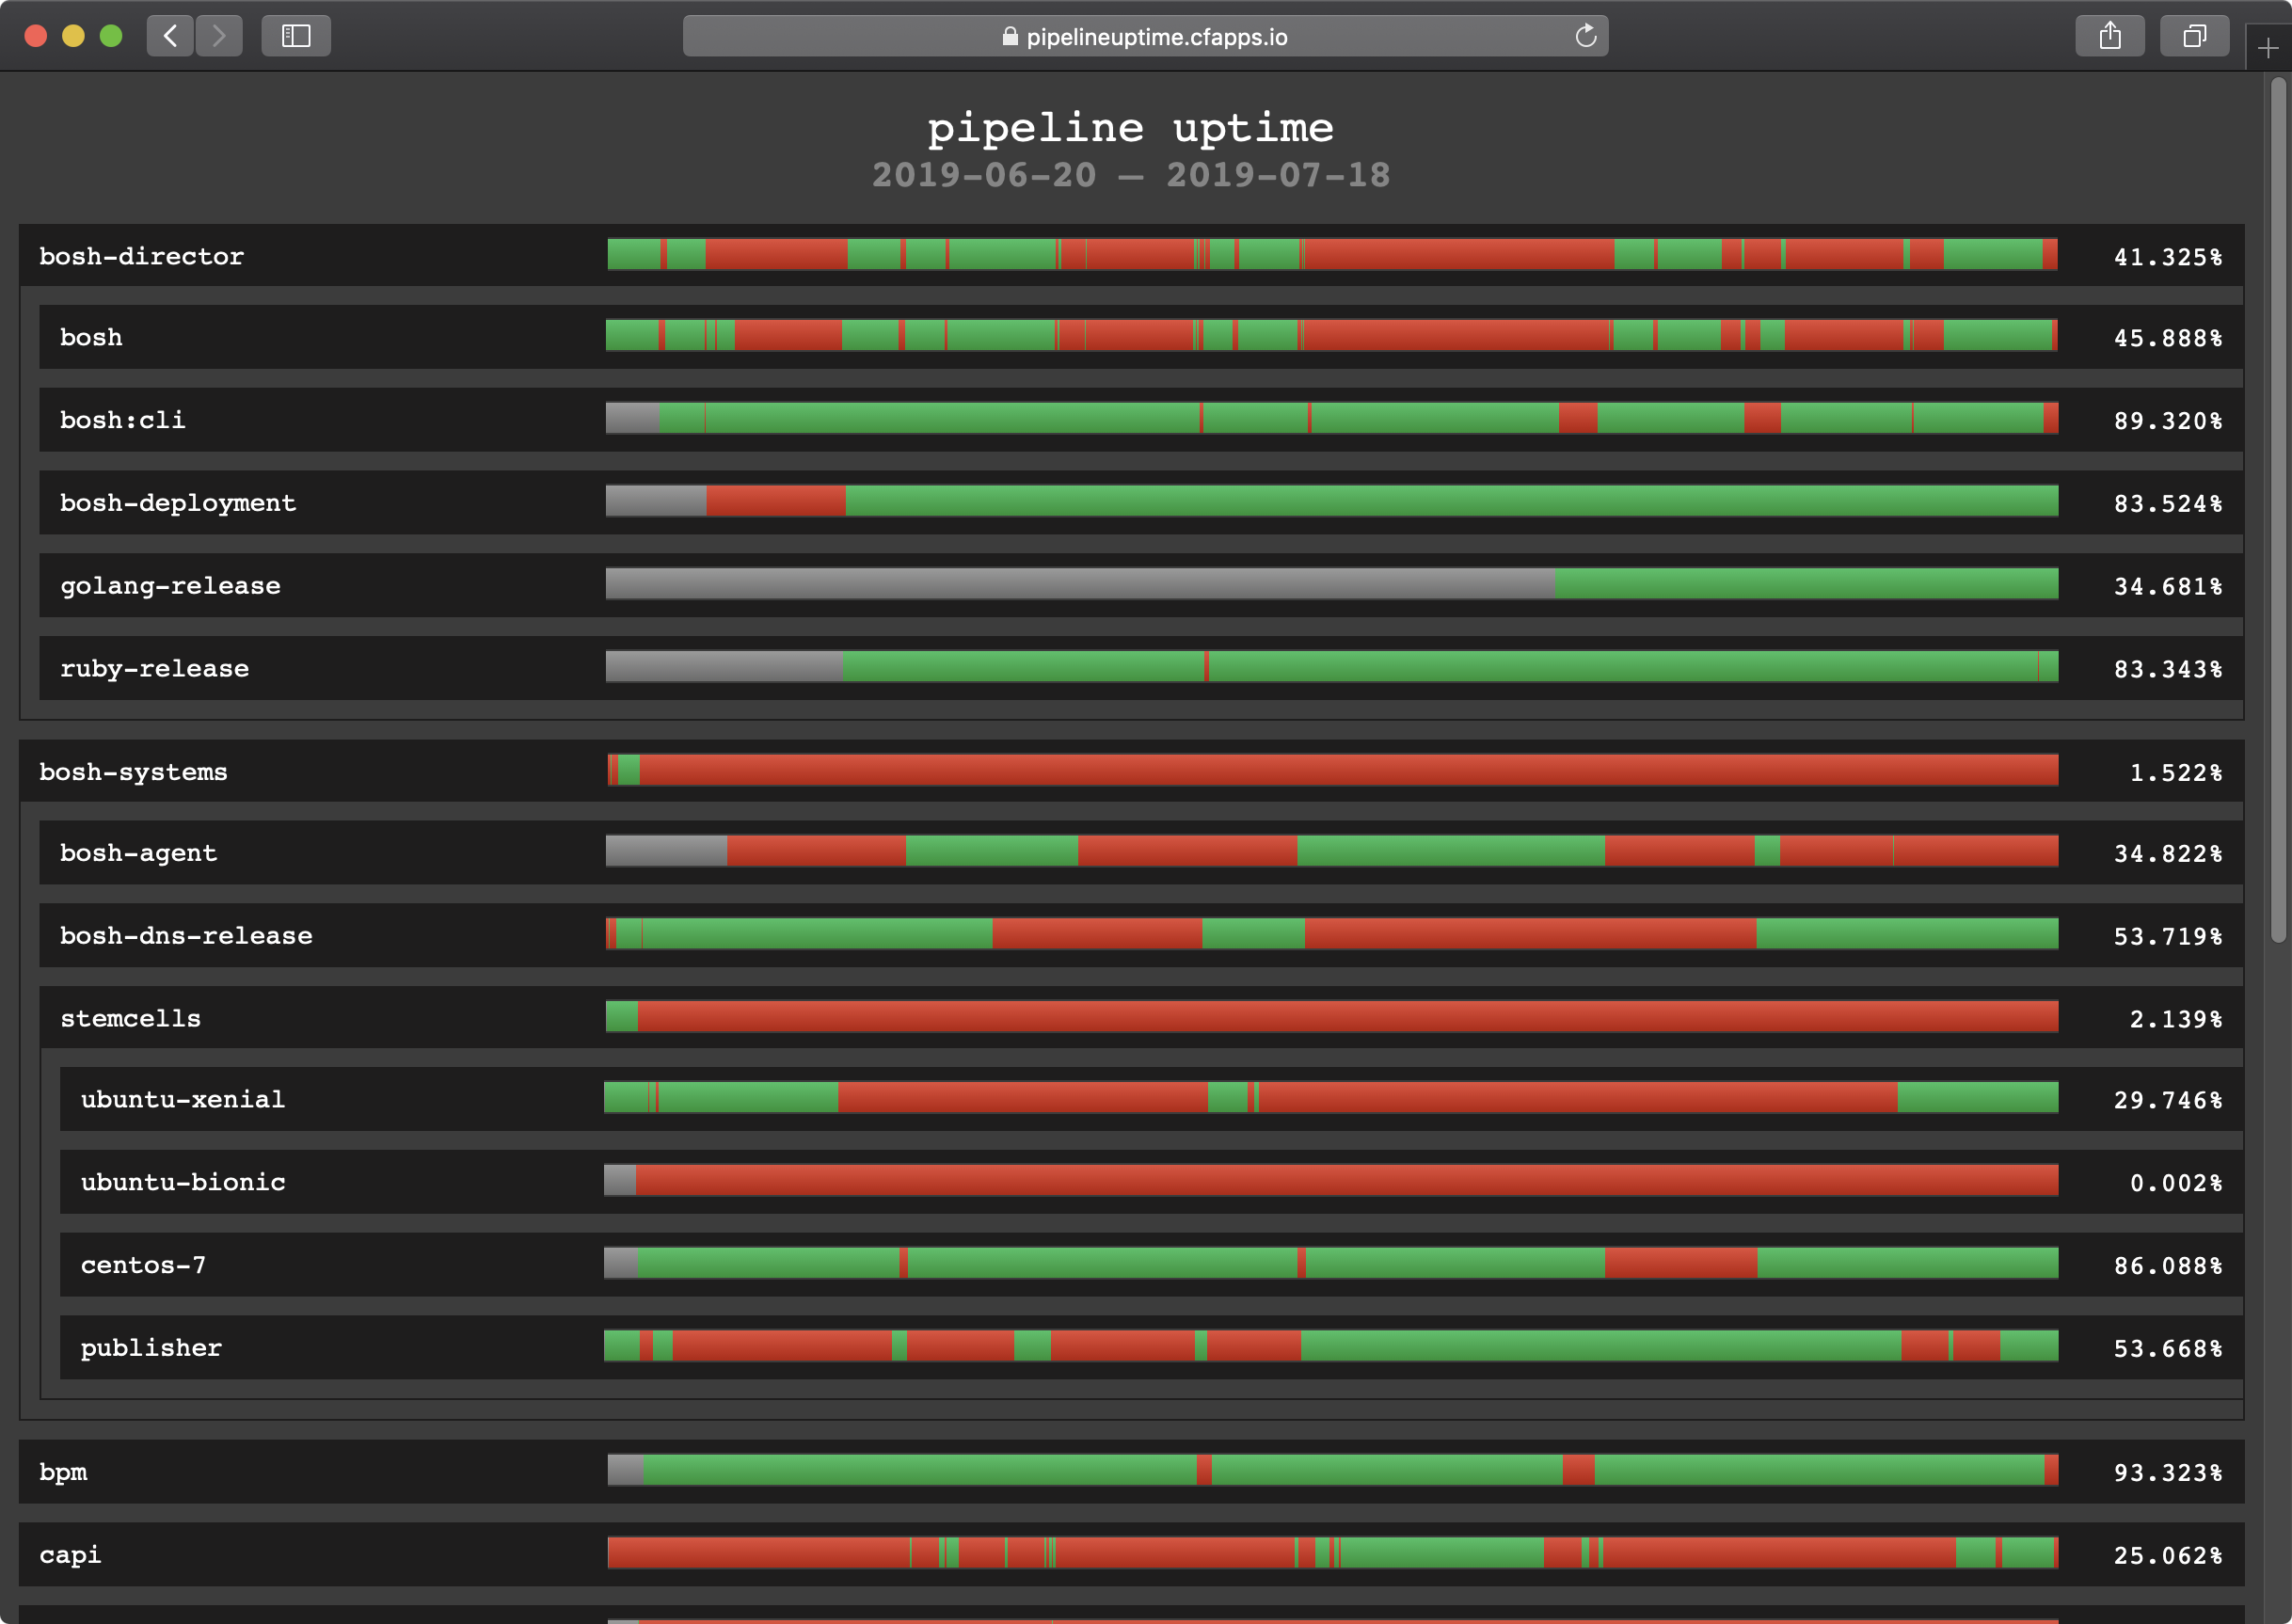 pipelineuptime.cfapps.io
pipeline uptime
2019-06-20 — 2019-07-18
bosh-director 41.325%
bosh 45.888%
bosh:cli 89.320%
bosh-deployment 83.524%
golang-release 34.681%
ruby-release 83.343%
bosh-systems 1.522%
bosh-agent 34.822%
bosh-dns-release 53.719%
stemcells 2.139%
ubuntu-xenial 29.746%
ubuntu-bionic 0.002%
centos-7 86.088%
publisher 53.668%
bpm 93.323%
capi 25.062%